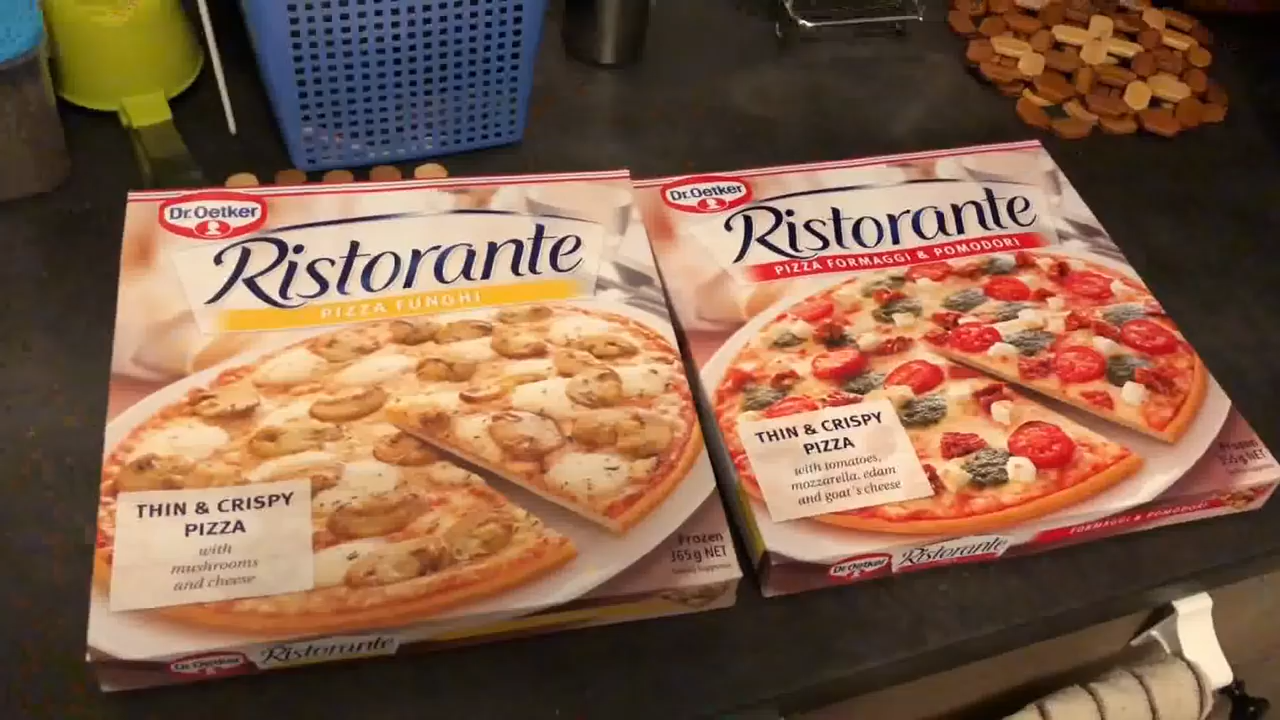 Dr.Oetker
Ristorante
PIZZA FUNGHI
THIN & CRISPY
PIZZA
with
mushrooms
and cheese
Frozen
365g NET
Dr.Oetker
Ristorante
Dr.Oetker
Ristorante
PIZZA FORMAGGI & POMODORI
THIN & CRISPY
PIZZA
with tomatoes,
mozzarella, edam
and goat's cheese
Frozen
355g NET
Dr.Oetker
Ristorante
FORMAGGI & POMODORI